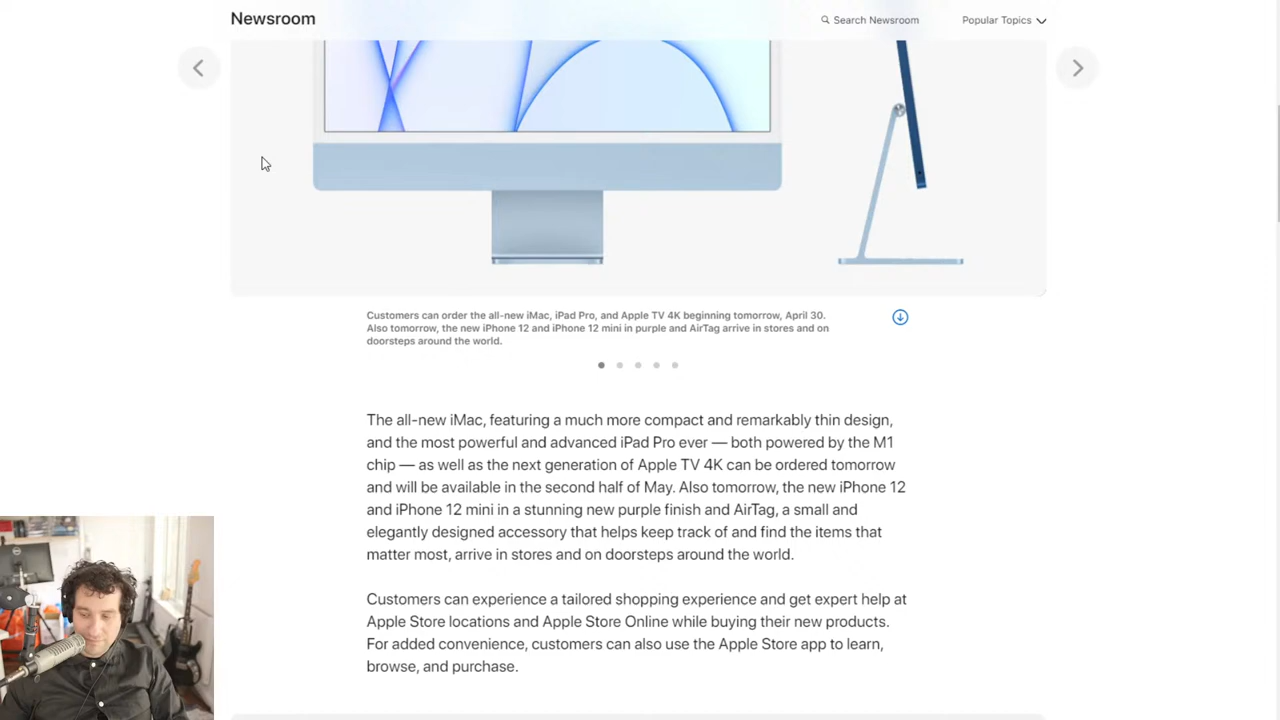 Newsroom
Search Newsroom
Popular Topics
Customers can order the all-new iMac, iPad Pro, and Apple TV 4K beginning tomorrow, April 30.
Also tomorrow, the new iPhone 12 and iPhone 12 mini in purple and AirTag arrive in stores and on
doorsteps around the world.
The all-new iMac, featuring a much more compact and remarkably thin design,
and the most powerful and advanced iPad Pro ever — both powered by the M1
chip — as well as the next generation of Apple TV 4K can be ordered tomorrow
and will be available in the second half of May. Also tomorrow, the new iPhone 12
and iPhone 12 mini in a stunning new purple finish and AirTag, a small and
elegantly designed accessory that helps keep track of and find the items that
matter most, arrive in stores and on doorsteps around the world.
Customers can experience a tailored shopping experience and get expert help at
Apple Store locations and Apple Store Online while buying their new products.
For added convenience, customers can also use the Apple Store app to learn,
browse, and purchase.